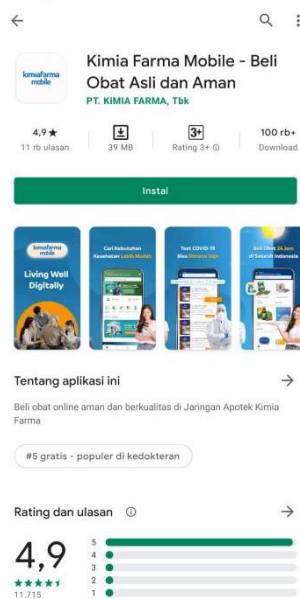 kimiafarma
mobile
Kimia Farma Mobile - Beli
Obat Asli dan Aman
PT. KIMIA FARMA, Tbk
4,9★
11 rb ulasan
39 MB
3+
Rating 3+
100 rb+
Download
Instal
kimiafarma
mobile
Living Well
Digitally
Cari Kebutuhan
Kesehatan Lebih Mudah
Test COVID-19
Bisa Dimana Saja
Beli Obat 24 Jam
di Seluruh Indonesia
Tentang aplikasi ini
Beli obat online aman dan berkualitas di Jaringan Apotek Kimia
Farma
#5 gratis - populer di kedokteran
Rating dan ulasan
4,9
11.715
5
4
3
2
1